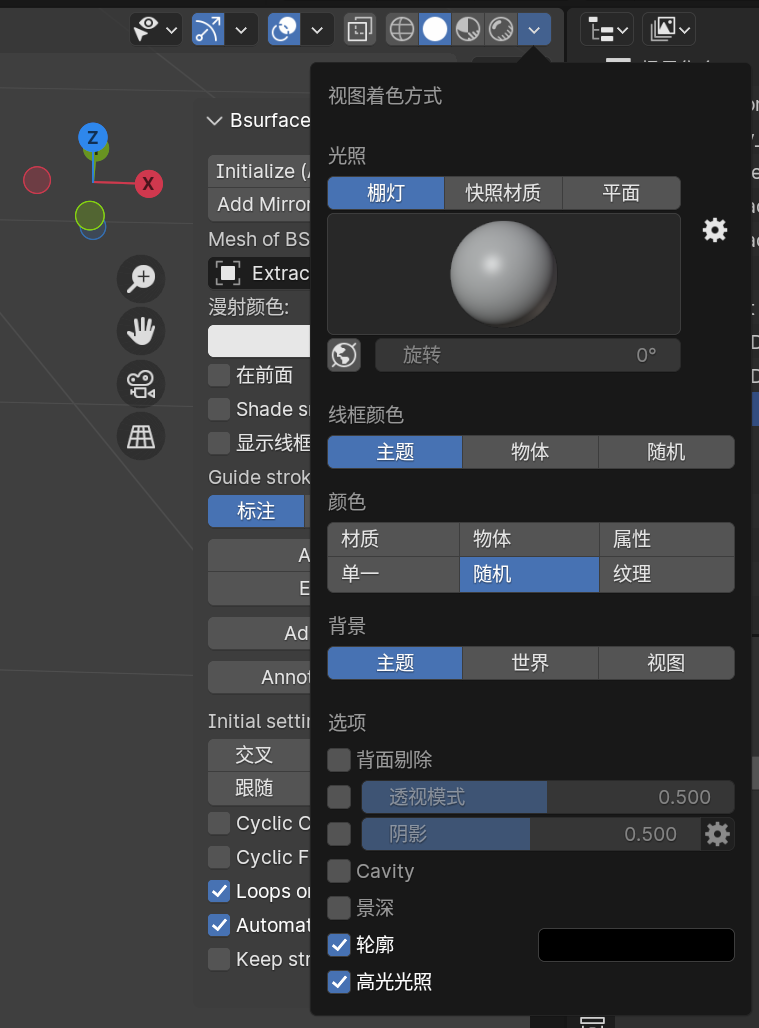 视图着色方式
Bsurface
光照
Z
X
Initialize (
棚灯 快照材质 平面
Add Mirror
Mesh of BS
Extrac
漫射颜色:
旋转 0°
在前面
Shade s
线框颜色
显示线框
主题 物体 随机
Guide strok
颜色
标注
材质 物体 属性
单一 随机 纹理
背景
Ad
主题 世界 视图
Annot
Initial settin
选项
交叉
背面剔除
跟随
透视模式 0.500
Cyclic C
阴影 0.500
Cyclic F
Cavity
Loops o
景深
Automat
轮廓
Keep str
高光光照